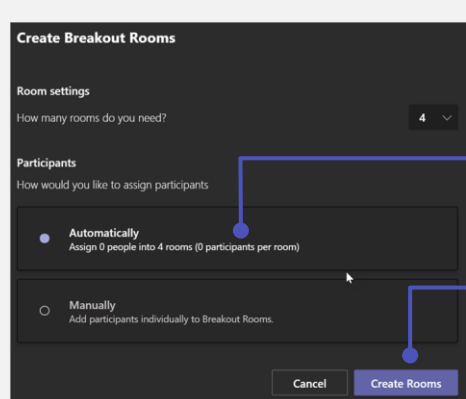 Create Breakout Rooms
Room settings
How many rooms do you need?
4
Participants
How would you like to assign participants
Automatically
Assign 0 people into 4 rooms (0 participants per room)
Manually
Add participants individually to Breakout Rooms.
Cancel
Create Rooms